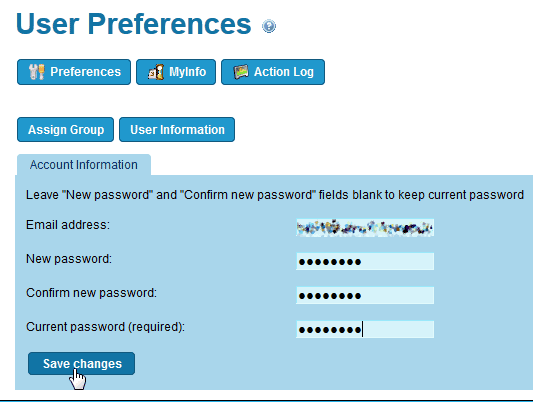 User Preferences
Preferences MyInfo Action Log
Assign Group User Information
Account Information
Leave "New password" and "Confirm new password" fields blank to keep current password
Email address:
New password: ●●●●●●●●
Confirm new password: ●●●●●●●●
Current password (required): ●●●●●●●●
Save changes